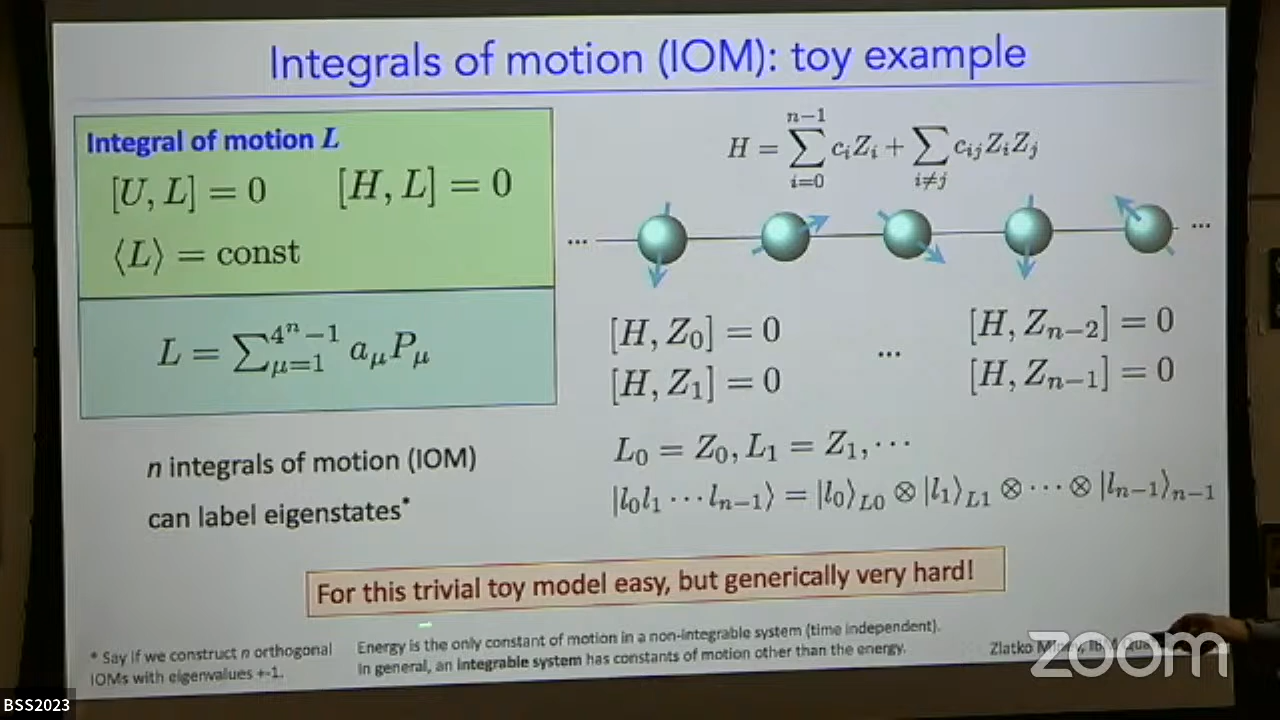 Integrals of motion (IOM): toy example
Integral of motion L
[U, L] = 0 [H, L] = 0
⟨L⟩ = const
L = ∑_{μ=1}^{4^n−1} a_μ P_μ
n integrals of motion (IOM)
can label eigenstates*
H = ∑_{i=0}^{n−1} c_i Z_i + ∑_{i≠j} c_{ij} Z_i Z_j
... ...
[H, Z_0] = 0 ... [H, Z_{n−2}] = 0
[H, Z_1] = 0 [H, Z_{n−1}] = 0
L_0 = Z_0, L_1 = Z_1, ⋯
|l_0 l_1 ⋯ l_{n−1}⟩ = |l_0⟩_{L0} ⊗ |l_1⟩_{L1} ⊗ ⋯ ⊗ |l_{n−1}⟩_{n−1}
For this trivial toy model easy, but generically very hard!
* Say if we construct n orthogonal
IOMs with eigenvalues +-1.
Energy is the only constant of motion in a non-integrable system (time independent).
In general, an integrable system has constants of motion other than the energy.
Zlatko
zoom
BSS2023